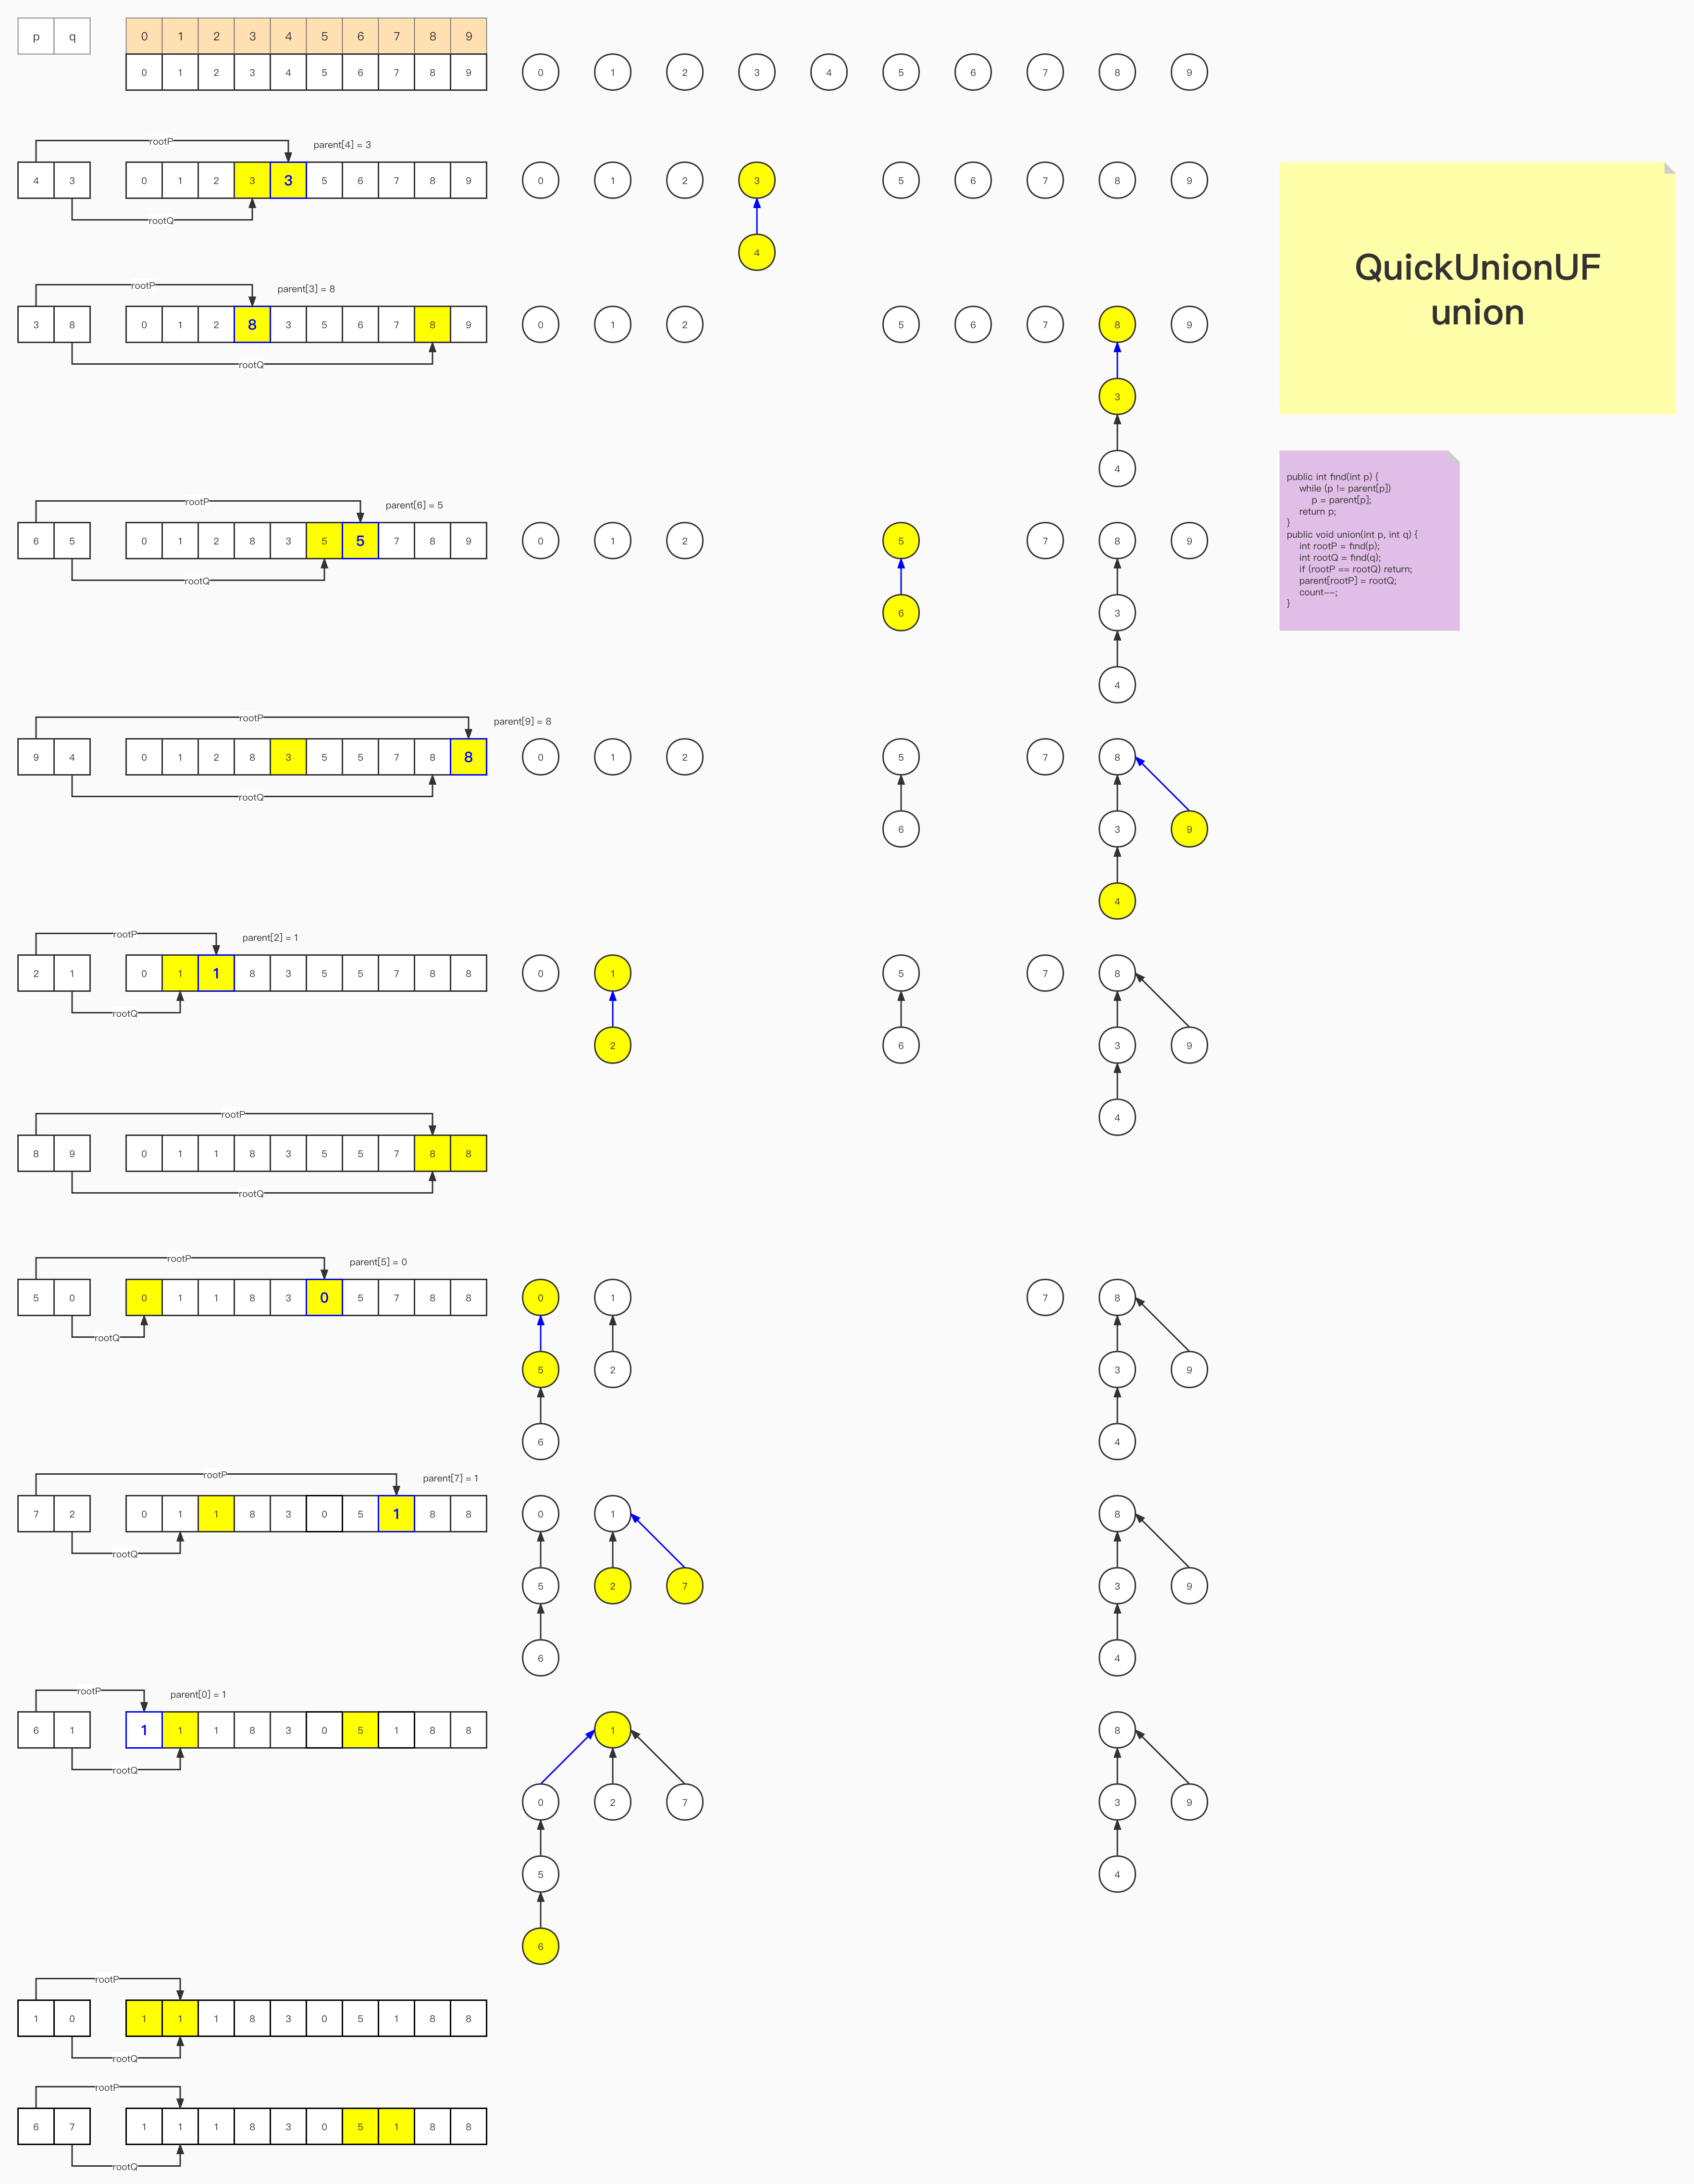 p q 0 1 2 3 4 5 6 7 8 9
0 1 2 3 4 5 6 7 8 9 0 1 2 3 4 5 6 7 8 9
rootP parent[4] = 3
4 3 0 1 2 3 3 5 6 7 8 9 0 1 2 3 5 6 7 8 9
rootQ
4
QuickUnionUF
union
rootP parent[3] = 8
3 8 0 1 2 8 3 5 6 7 8 9 0 1 2 5 6 7 8 9
rootQ
3
4
public int find(int p) {
while (p != parent[p])
p = parent[p];
return p;
}
public void union(int p, int q) {
int rootP = find(p);
int rootQ = find(q);
if (rootP == rootQ) return;
parent[rootP] = rootQ;
count--;
}
rootP parent[6] = 5
6 5 0 1 2 8 3 5 5 7 8 9 0 1 2 5 7 8 9
rootQ
6 3
4
rootP parent[9] = 8
9 4 0 1 2 8 3 5 5 7 8 8 0 1 2 5 7 8
rootQ
6 3 9
4
rootP parent[2] = 1
2 1 0 1 1 8 3 5 5 7 8 8 0 1 5 7 8
rootQ
2 6 3 9
4
rootP
8 9 0 1 1 8 3 5 5 7 8 8
rootQ
rootP parent[5] = 0
5 0 0 1 1 8 3 0 5 7 8 8 0 1 7 8
rootQ
5 2 3 9
6 4
rootP parent[7] = 1
7 2 0 1 1 8 3 0 5 1 8 8 0 1 8
rootQ
5 2 7 3 9
6 4
rootP parent[0] = 1
6 1 1 1 1 8 3 0 5 1 8 8 1 8
rootQ
0 2 7 3 9
5 4
6
rootP
1 0 1 1 1 8 3 0 5 1 8 8
rootQ
rootP
6 7 1 1 1 8 3 0 5 1 8 8
rootQ